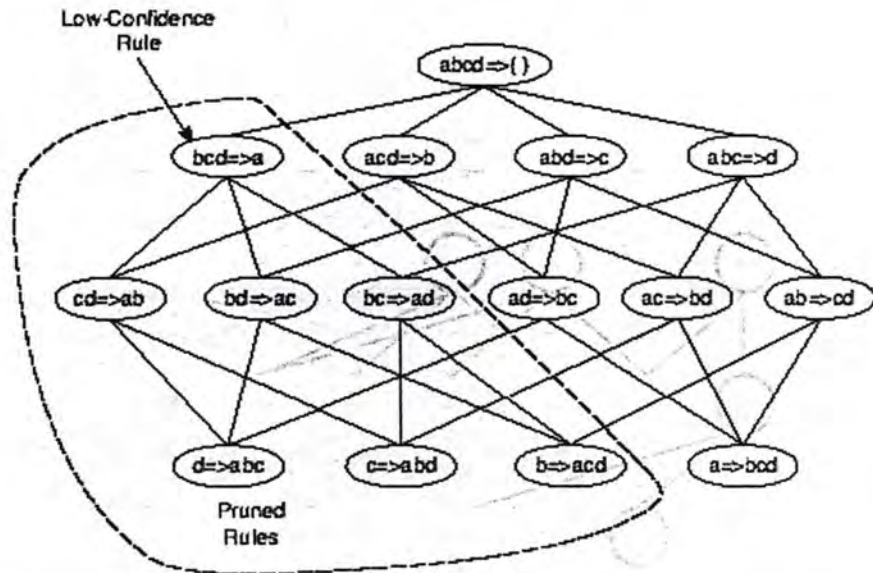 Low-Confidence
Rule
abcd=>{ }
bcd=>a
acd=>b
abd=>c
abc=>d
cd=>ab
bd=>ac
bc=>ad
ad=>bc
ac=>bd
ab=>cd
d=>abc
c=>abd
b=>acd
a=>bcd
Pruned
Rules